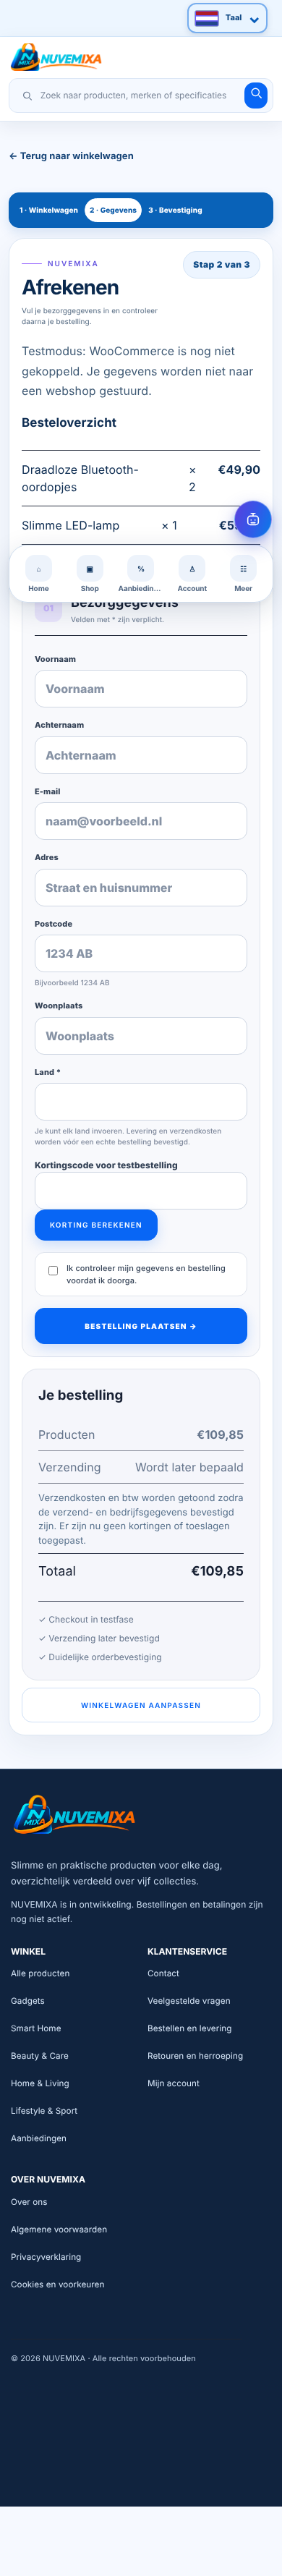 Taal
NUVEMIXA
Zoek naar producten, merken of specificaties
← Terug naar winkelwagen
1 · Winkelwagen 2 · Gegevens 3 · Bevestiging
NUVEMIXA
Stap 2 van 3
Afrekenen
Vul je bezorggegevens in en controleer
daarna je bestelling.
Testmodus: WooCommerce is nog niet
gekoppeld. Je gegevens worden niet naar
een webshop gestuurd.
Besteloverzicht
Draadloze Bluetooth- × €49,90
oordopjes 2
Slimme LED-lamp × 1
Home Shop Aanbiedin... Account Meer
01 Bezorggegevens
Velden met * zijn verplicht.
Voornaam
Voornaam
Achternaam
Achternaam
E-mail
naam@voorbeeld.nl
Adres
Straat en huisnummer
Postcode
1234 AB
Bijvoorbeeld 1234 AB
Woonplaats
Woonplaats
Land *
Je kunt elk land invoeren. Levering en verzendkosten
worden vóór een echte bestelling bevestigd.
Kortingscode voor testbestelling
KORTING BEREKENEN
Ik controleer mijn gegevens en bestelling
voordat ik doorga.
BESTELLING PLAATSEN →
Je bestelling
Producten €109,85
Verzending Wordt later bepaald
Verzendkosten en btw worden getoond zodra
de verzend- en bedrijfsgegevens bevestigd
zijn. Er zijn nu geen kortingen of toeslagen
toegepast.
Totaal €109,85
✓ Checkout in testfase
✓ Verzending later bevestigd
✓ Duidelijke orderbevestiging
WINKELWAGEN AANPASSEN
NUVEMIXA
Slimme en praktische producten voor elke dag,
overzichtelijk verdeeld over vijf collecties.
NUVEMIXA is in ontwikkeling. Bestellingen en betalingen zijn
nog niet actief.
WINKEL
Alle producten
Gadgets
Smart Home
Beauty & Care
Home & Living
Lifestyle & Sport
Aanbiedingen
KLANTENSERVICE
Contact
Veelgestelde vragen
Bestellen en levering
Retouren en herroeping
Mijn account
OVER NUVEMIXA
Over ons
Algemene voorwaarden
Privacyverklaring
Cookies en voorkeuren
© 2026 NUVEMIXA · Alle rechten voorbehouden